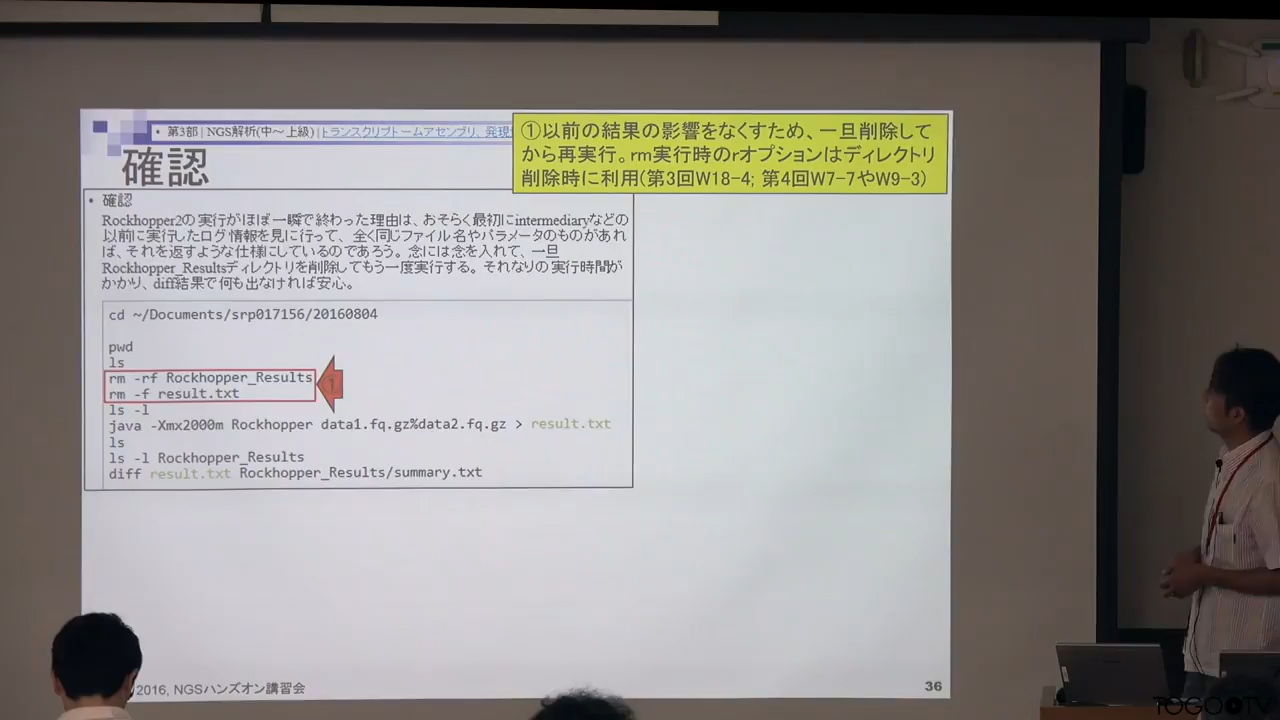 • 第3部 | NGS解析(中～上級) | トランスクリプトームアセンブリ、発現
①以前の結果の影響をなくすため、一旦削除して
から再実行。rm実行時のrオプションはディレクトリ
削除時に利用(第3回W18-4; 第4回W7-7やW9-3)
確認
• 確認
Rockhopper2の実行がほぼ一瞬で終わった理由は、おそらく最初にintermediaryなどの
以前に実行したログ情報を見に行って、全く同じファイル名やパラメータのものがあれ
ば、それを返すような仕様にしているのであろう。念には念を入れて、一旦
Rockhopper_Resultsディレクトリを削除してもう一度実行する。それなりの実行時間が
かかり、diff結果で何も出なければ安心。
cd ~/Documents/srp017156/20160804
pwd
ls
rm -rf Rockhopper_Results
rm -f result.txt
①
ls -l
java -Xmx2000m Rockhopper data1.fq.gz%data2.fq.gz > result.txt
ls
ls -l Rockhopper_Results
diff result.txt Rockhopper_Results/summary.txt
2016, NGSハンズオン講習会
36
TOGOTV